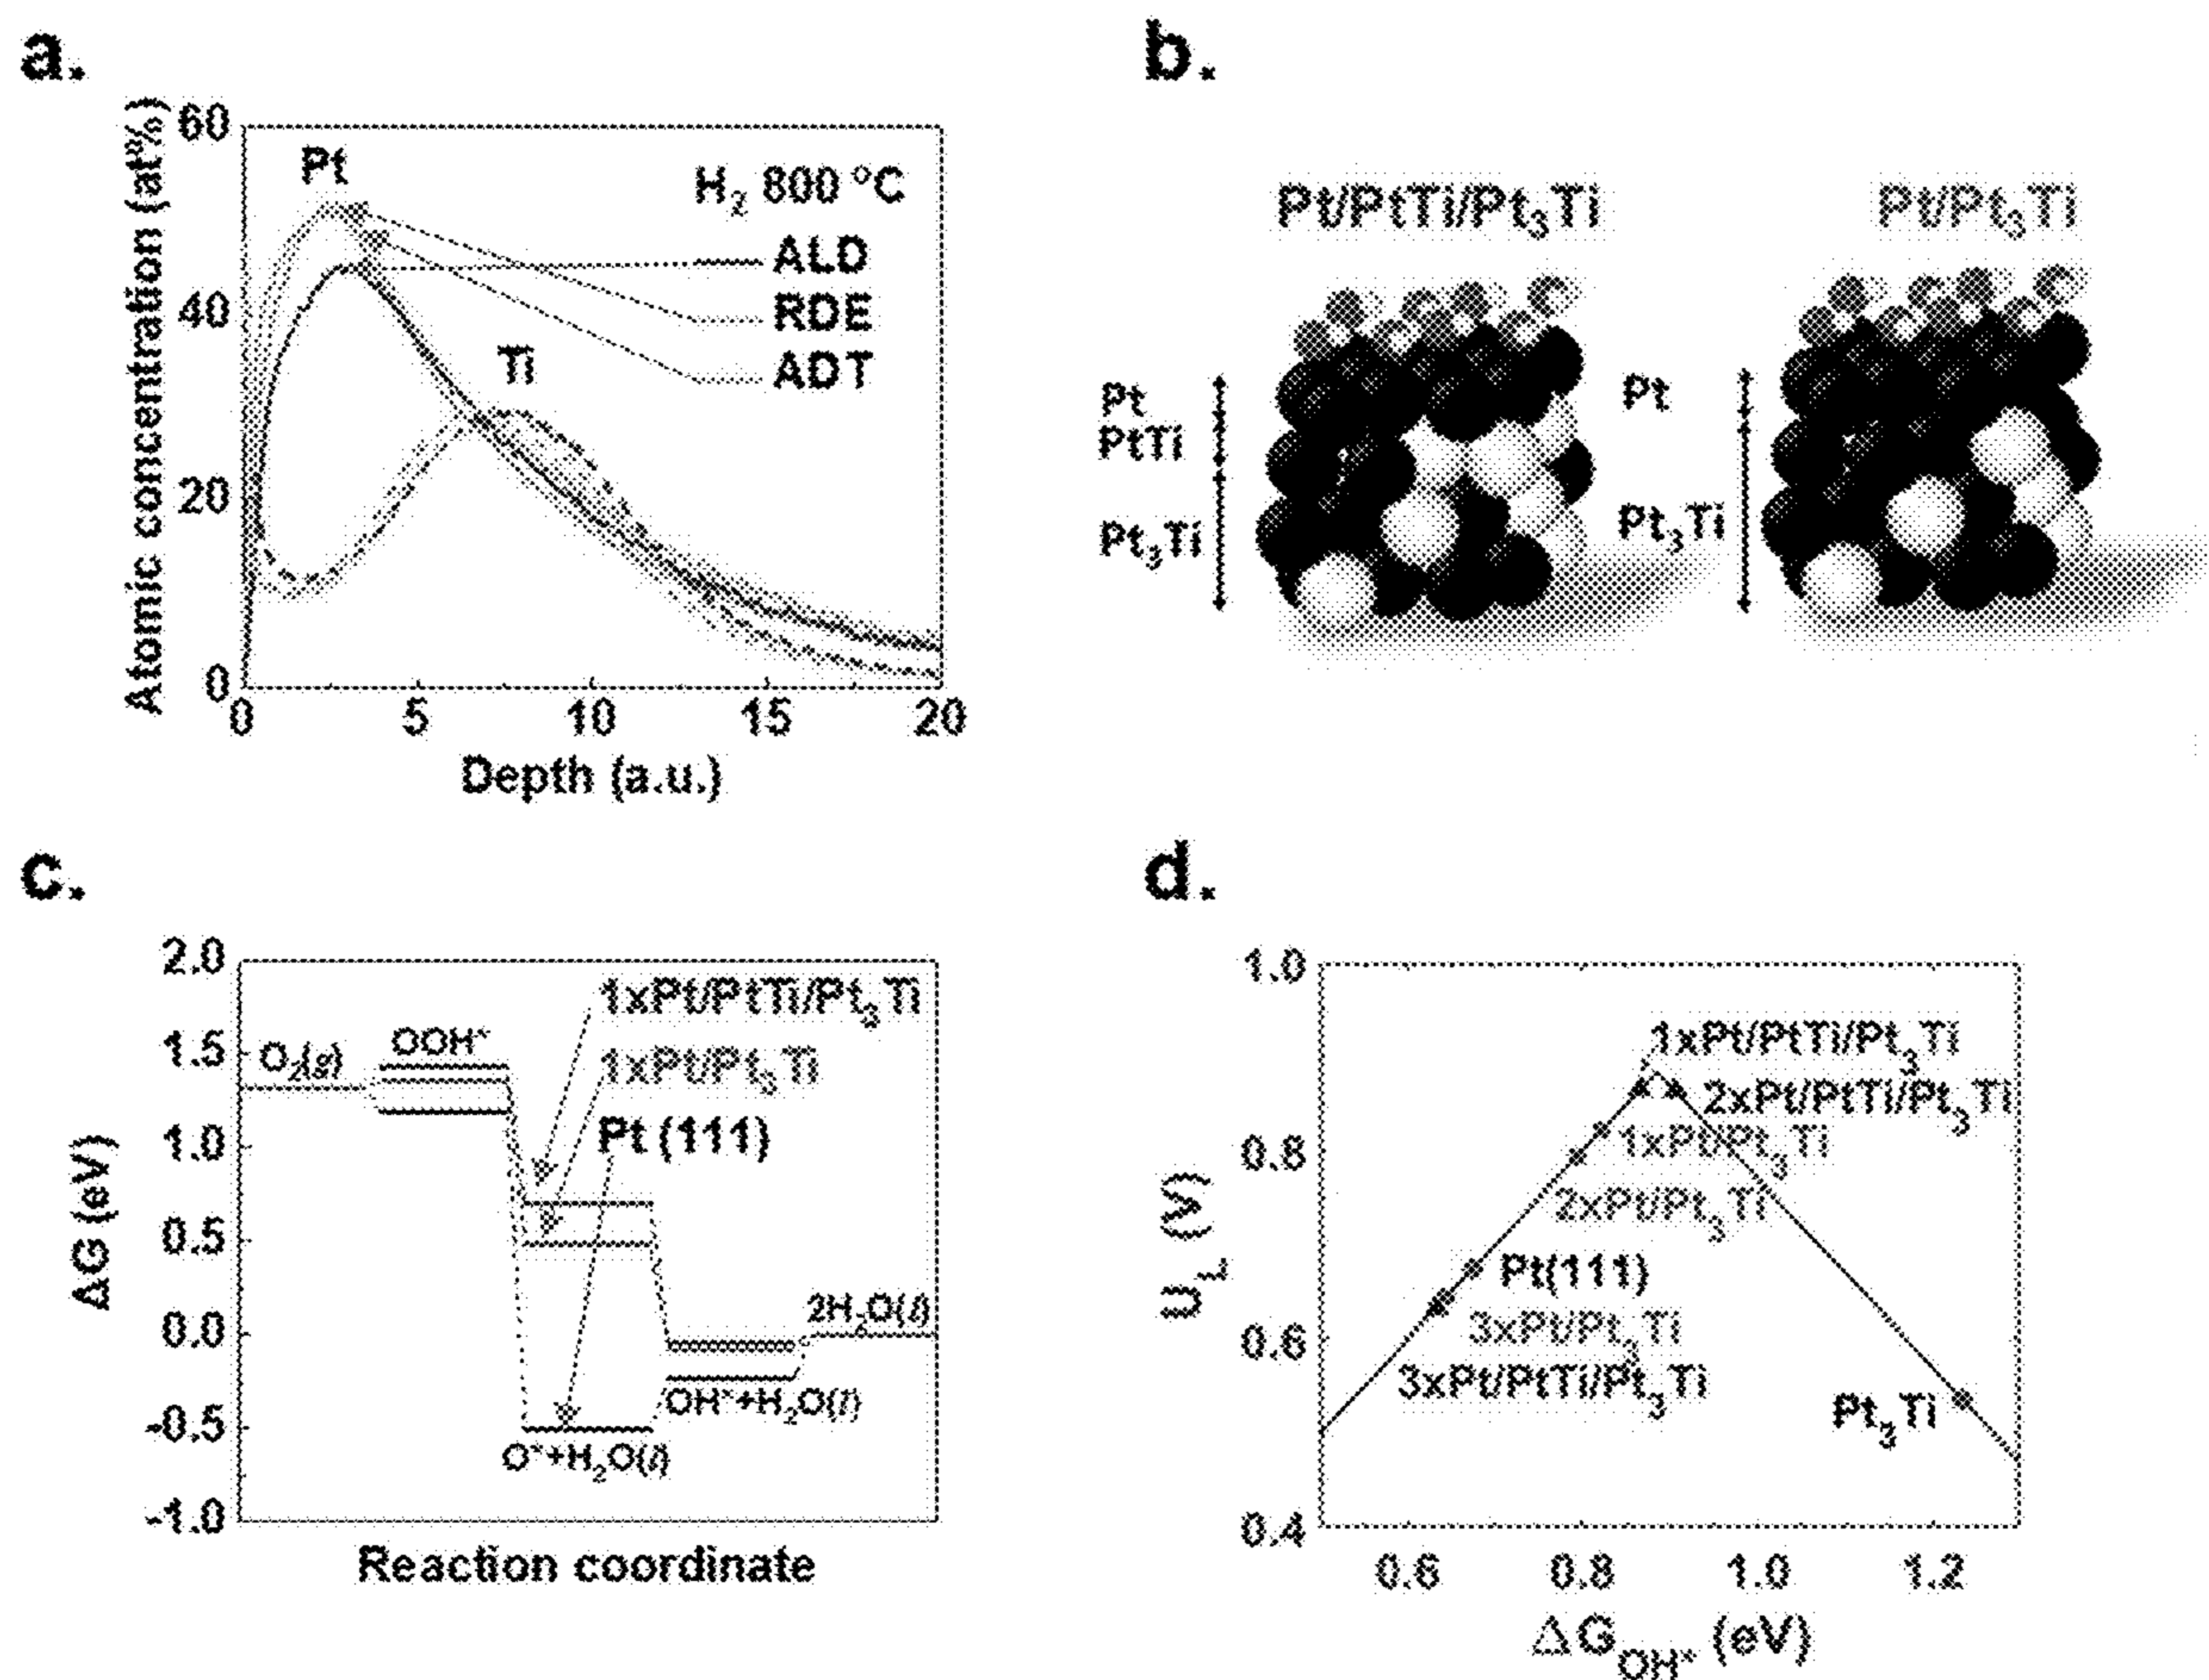 a.
60
40
20
0
0 5 10 15 20
Atomic concentration (at%)
Depth (a.u.)
Pt
Ti
H2 800 °C
ALD
RDE
ADT
b.
Pt/PtTi/Pt3Ti
Pt/Pt3Ti
Pt
PtTi
Pt3Ti
Pt
Pt3Ti
c.
2.0
1.5
1.0
0.5
0.0
-0.5
-1.0
ΔG (eV)
Reaction coordinate
O2(g)
OOH*
1xPt/PtTi/Pt3Ti
1xPt/Pt3Ti
Pt (111)
2H2O(l)
OH*+H2O(l)
O*+H2O(l)
d.
1.0
0.8
0.6
0.4
0.6 0.8 1.0 1.2
UL (V)
ΔGOH* (eV)
1xPt/PtTi/Pt3Ti
2xPt/PtTi/Pt3Ti
1xPt/Pt3Ti
2xPt/Pt3Ti
Pt(111)
3xPt/Pt3Ti
3xPt/PtTi/Pt3Ti
Pt3Ti